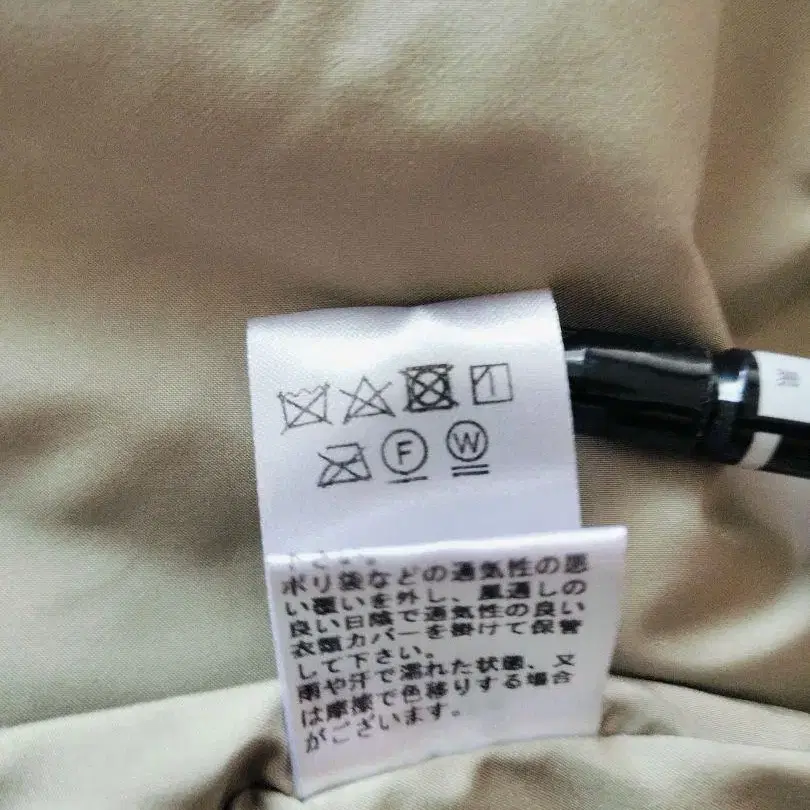 F W
下さい。
ポリ袋などの通気性の悪
い覆いを外し、風通しの
良い日陰で通気性の良い
衣類カバーを掛けて保管
して下さい。
雨や汗で濡れた状態、又
は摩擦で色移りする場合
がございます。